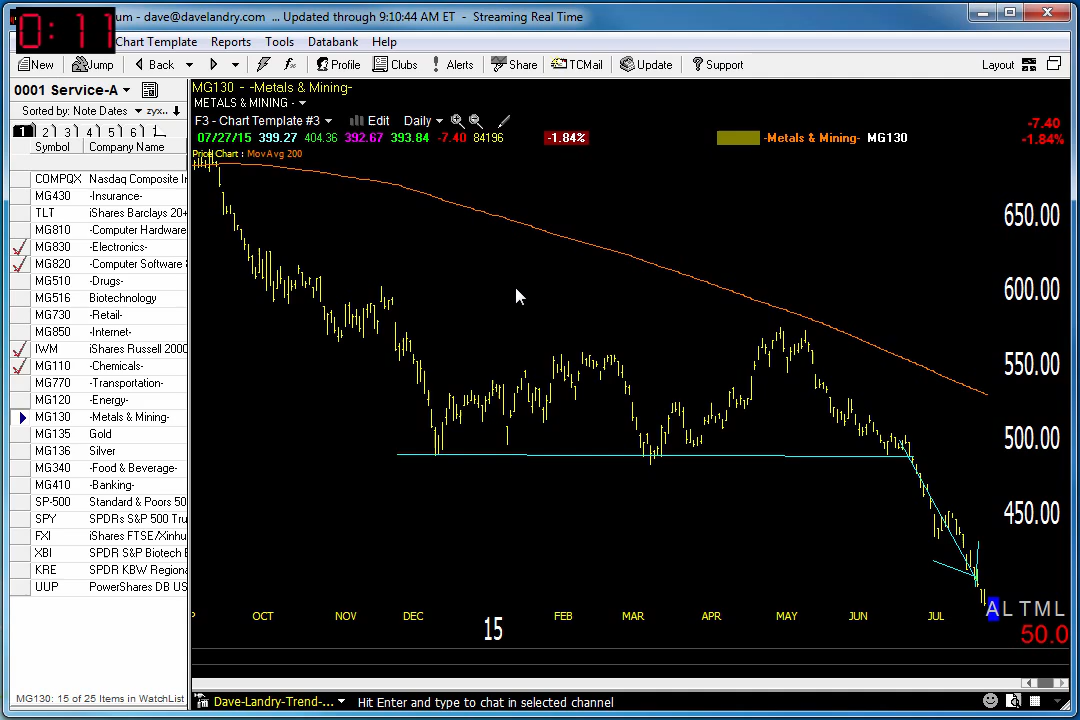 0:11
um - dave@davelandry.com ... Updated through 9:10:44 AM ET - Streaming Real Time
Chart Template Reports Tools Databank Help
New Jump Back Profile Clubs Alerts Share TCMail Update Support Layout
0001 Service-A
Sorted by: Note Dates zyx..
1 2 3 4 5 6
Symbol Company Name
COMPQX Nasdaq Composite In
MG430 -Insurance-
TLT iShares Barclays 20+
MG810 -Computer Hardware
MG830 -Electronics-
MG820 -Computer Software &
MG510 -Drugs-
MG516 Biotechnology
MG730 -Retail-
MG850 -Internet-
IWM iShares Russell 2000
MG110 -Chemicals-
MG770 -Transportation-
MG120 -Energy-
MG130 -Metals & Mining-
MG135 Gold
MG136 Silver
MG340 -Food & Beverage-
MG410 -Banking-
SP-500 Standard & Poors 50
SPY SPDRs S&P 500 Tru
FXI iShares FTSE/Xinhu
XBI SPDR S&P Biotech E
KRE SPDR KBW Regiona
UUP PowerShares DB US
MG130: 15 of 25 Items in WatchList
MG130 - -Metals & Mining-
METALS & MINING -
F3 - Chart Template #3 Edit Daily
07/27/15 399.27 404.36 392.67 393.84 -7.40 84196 -1.84% -Metals & Mining- MG130
-7.40
-1.84%
Price Chart : MovAvg 200
650.00
600.00
550.00
500.00
450.00
OCT NOV DEC 15 FEB MAR APR MAY JUN JUL
A L T M L
50.0
Dave-Landry-Trend-... Hit Enter and type to chat in selected channel